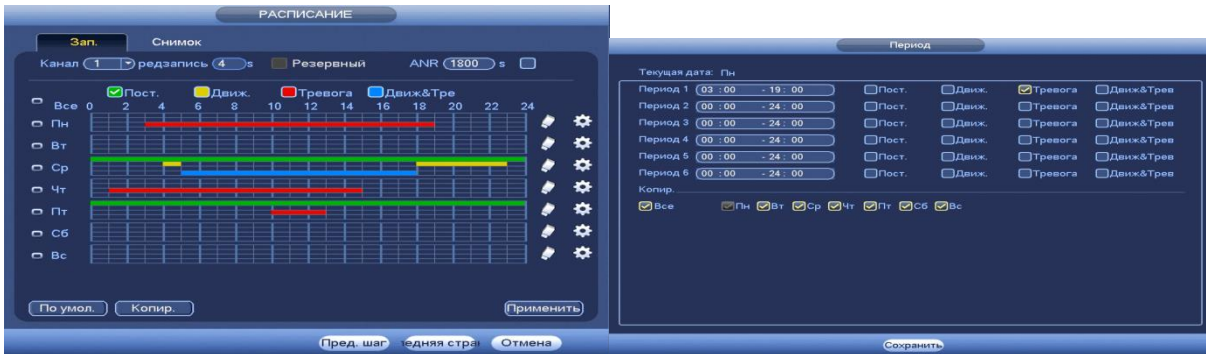 РАСПИСАНИЕ
Зап. Снимок
Канал 1 редзапись 4 s Резервный ANR 1800 s
Пост. Движ. Тревога Движ&Тре
Все 0 2 4 6 8 10 12 14 16 18 20 22 24
Пн
Вт
Ср
Чт
Пт
Сб
Вс
По умол. Копир. Применить
Пред. шаг едняя стра Отмена
Период
Текущая дата: Пн
Период 1 03 :00 - 19 : 00 Пост. Движ. Тревога Движ&Трев
Период 2 00 :00 - 24 : 00 Пост. Движ. Тревога Движ&Трев
Период 3 00 :00 - 24 : 00 Пост. Движ. Тревога Движ&Трев
Период 4 00 :00 - 24 : 00 Пост. Движ. Тревога Движ&Трев
Период 5 00 :00 - 24 : 00 Пост. Движ. Тревога Движ&Трев
Период 6 00 :00 - 24 : 00 Пост. Движ. Тревога Движ&Трев
Копир.
Все Пн Вт Ср Чт Пт Сб Вс
Сохранить